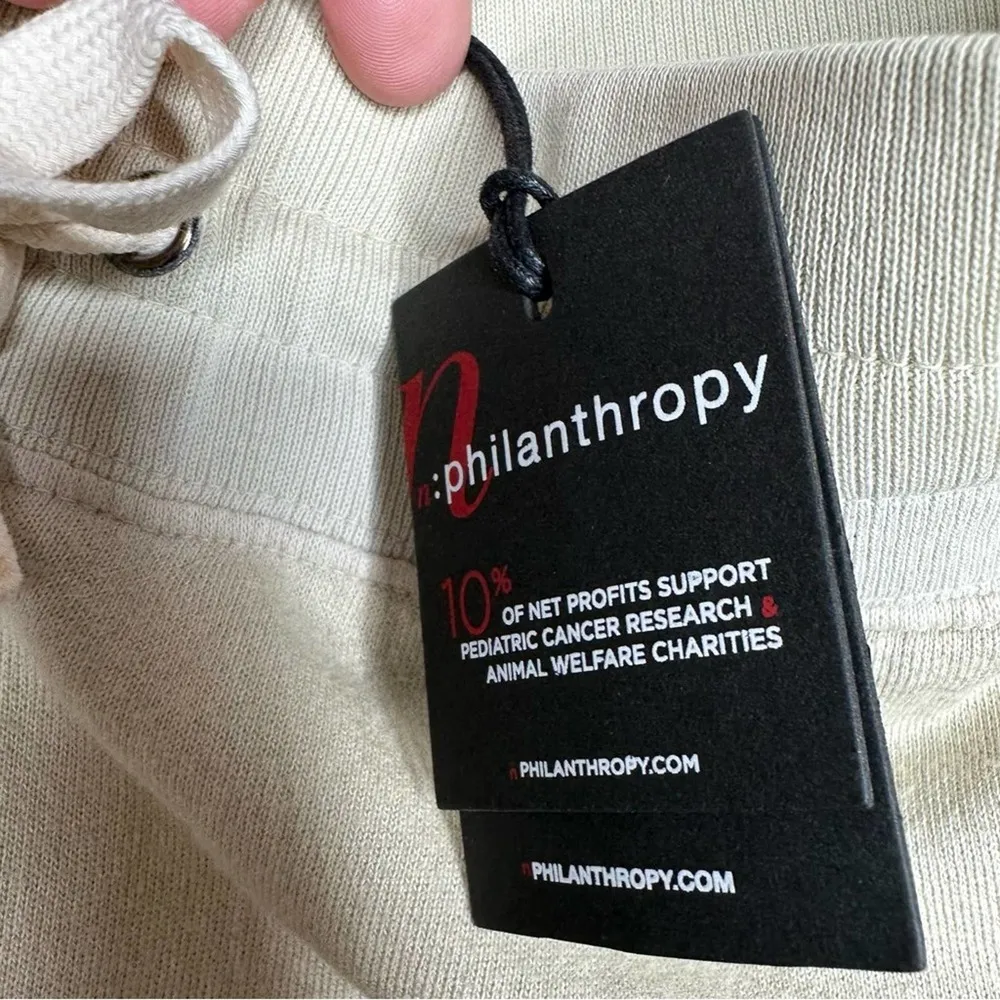 n
n:philanthropy
10%
OF NET PROFITS SUPPORT
PEDIATRIC CANCER RESEARCH &
ANIMAL WELFARE CHARITIES
nPHILANTHROPY.COM
nPHILANTHROPY.COM